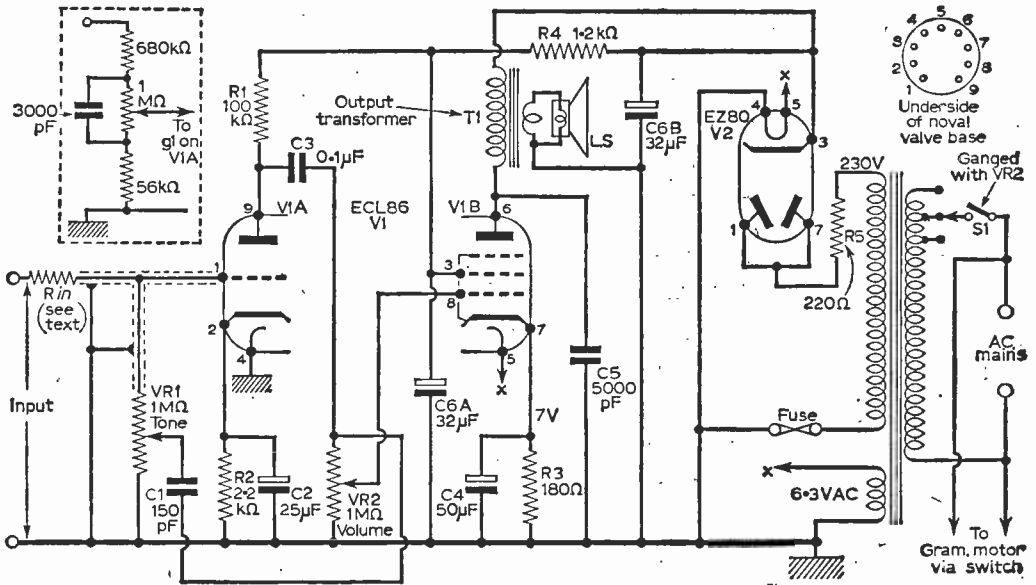 680kΩ
3000
pF
1
MΩ
To
g1 on
V1A
56kΩ
R1
100
kΩ
C3
0·1µF
Output
transformer
T1
R4 1·2kΩ
LS
C6B
32µF
EZ80
V2
x
4
5
3
1
7
R5
220Ω
230V
4
5
6
3
7
2
8
1
9
Underside
of noval
valve base
Ganged
with VR2
S1
AC
mains
9
V1A
ECL86
V1
V1B
6
1
2
4
3
8
7
5
x
R in
(see
text)
Input
VR1
1MΩ
Tone
C1
150
pF
R2
2·2
kΩ
C2
25µF
VR2
1MΩ
Volume
C6A
32µF
C4
50µF
7V
R3
180Ω
C5
5000
pF
Fuse
x
6·3VAC
To
Gram. motor
via switch